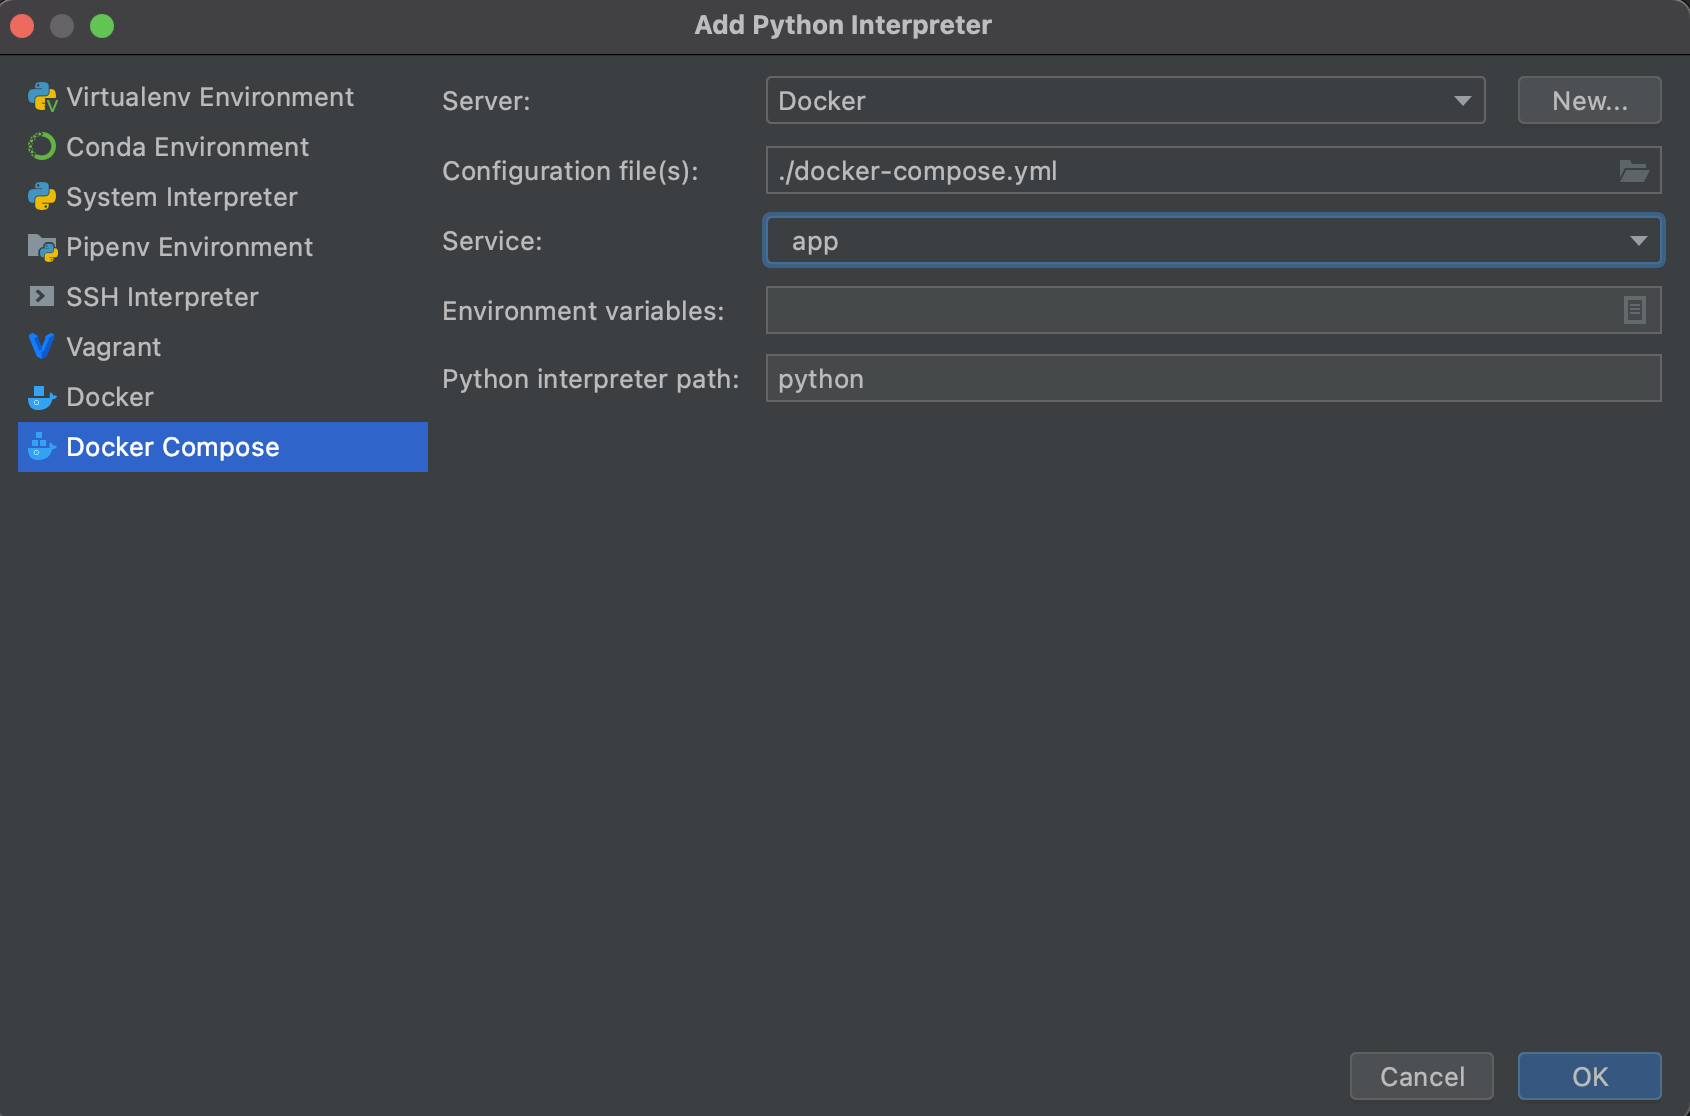 Add Python Interpreter
Virtualenv Environment
Conda Environment
System Interpreter
Pipenv Environment
SSH Interpreter
Vagrant
Docker
Docker Compose
Server: Docker New...
Configuration file(s): ./docker-compose.yml
Service: app
Environment variables:
Python interpreter path: python
Cancel OK